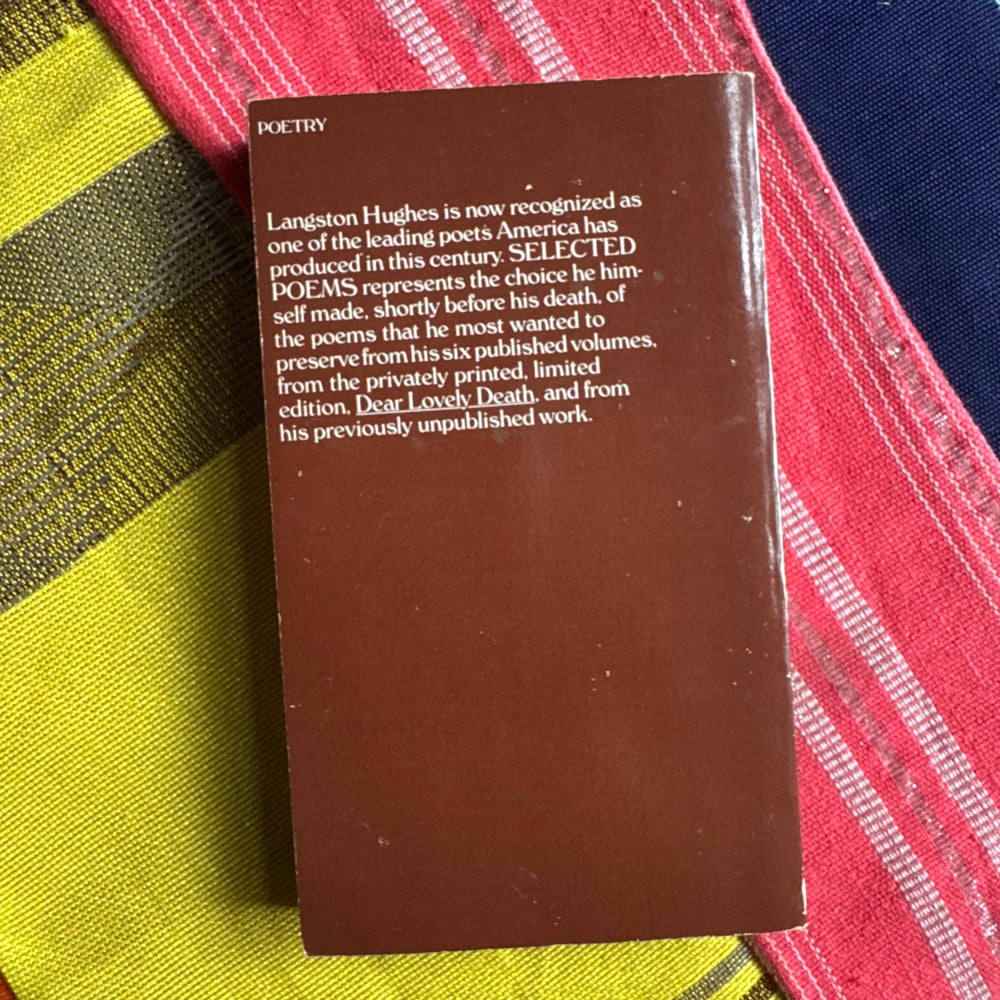 POETRY
Langston Hughes is now recognized as
one of the leading poets America has
produced in this century. SELECTED
POEMS represents the choice he him-
self made, shortly before his death, of
the poems that he most wanted to
preserve from his six published volumes,
from the privately printed, limited
edition, Dear Lovely Death, and from
his previously unpublished work.